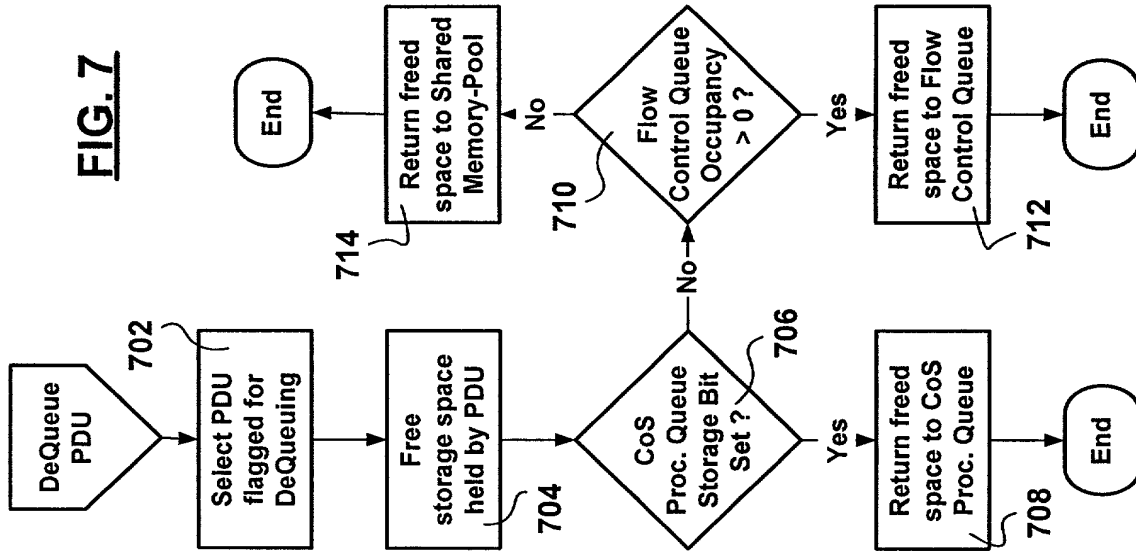 FIG. 7
DeQueue
PDU
702
Select PDU
flagged for
DeQueuing
Free
storage space
held by PDU
704
CoS
Proc. Queue
Storage Bit
Set ?
706
Yes
Return freed
space to CoS
Proc. Queue
708
End
No
Flow
Control Queue
Occupancy
> 0 ?
710
No
Return freed
space to Shared
Memory-Pool
714
End
Yes
Return freed
space to Flow
Control Queue
712
End